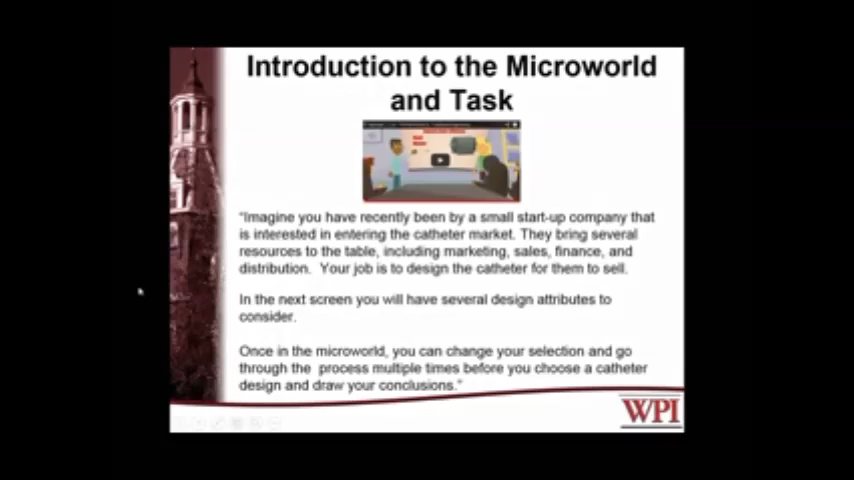 Introduction to the Microworld
and Task
“Imagine you have recently been by a small start-up company that
is interested in entering the catheter market. They bring several
resources to the table, including marketing, sales, finance, and
distribution.  Your job is to design the catheter for them to sell.
In the next screen you will have several design attributes to
consider.
Once in the microworld, you can change your selection and go
through the  process multiple times before you choose a catheter
design and draw your conclusions.”
WPI